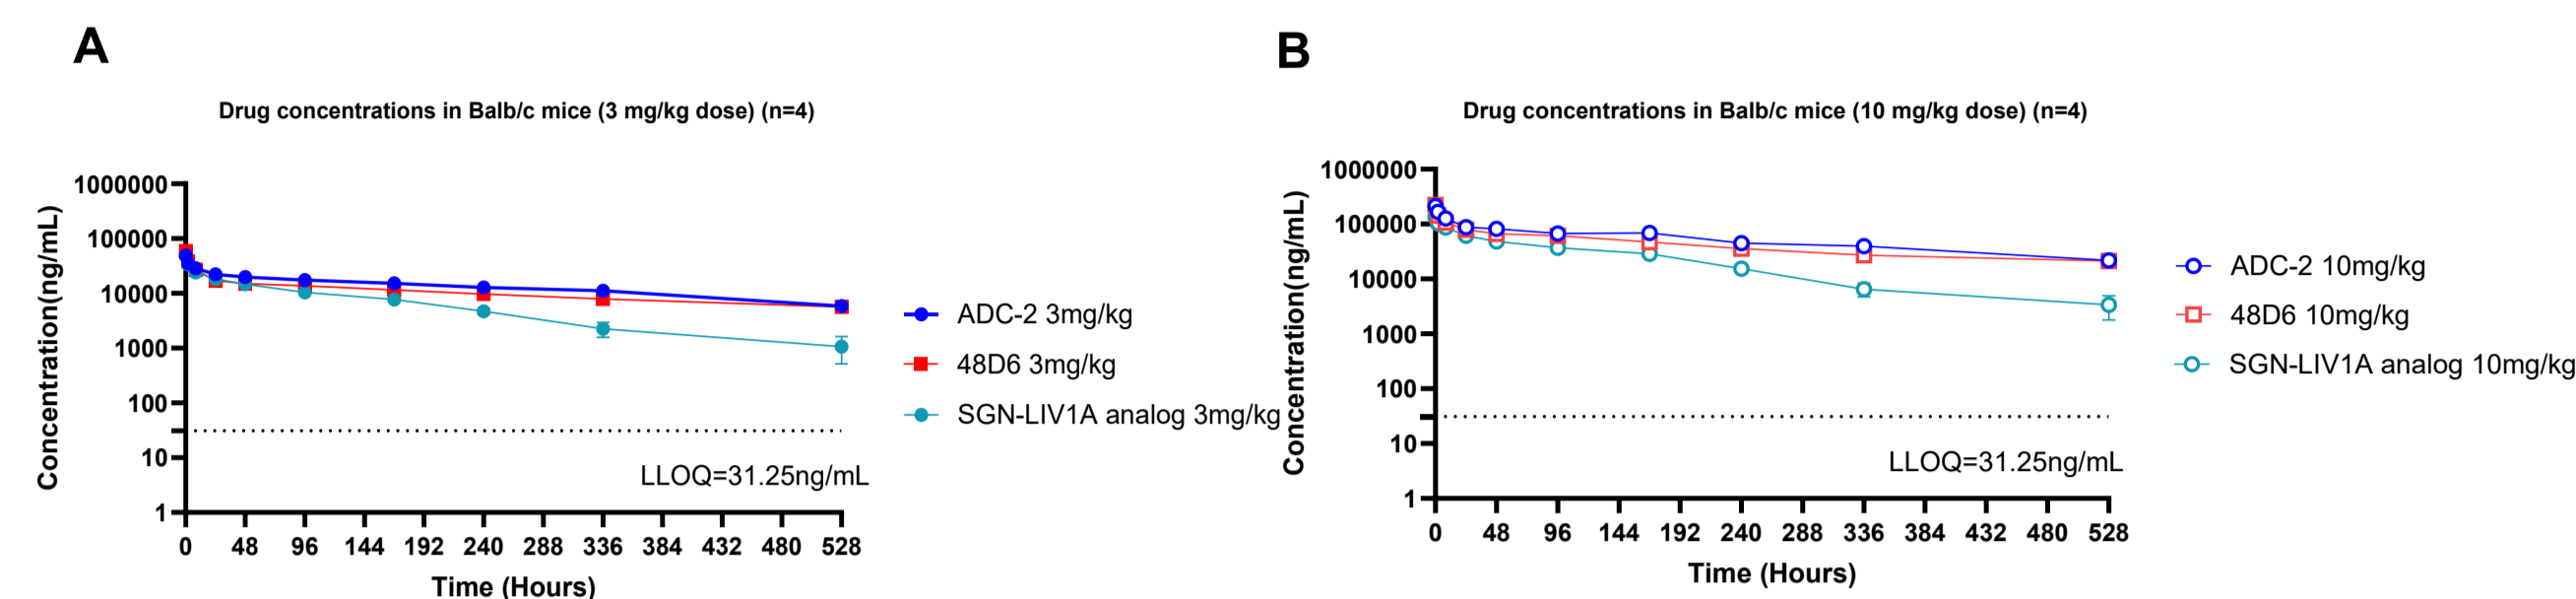 A
Drug concentrations in Balb/c mice (3 mg/kg dose) (n=4)
Concentration(ng/mL)
1000000
100000
10000
1000
100
10
1
LLOQ=31.25ng/mL
0 48 96 144 192 240 288 336 384 432 480 528
Time (Hours)
ADC-2 3mg/kg
48D6 3mg/kg
SGN-LIV1A analog 3mg/kg
B
Drug concentrations in Balb/c mice (10 mg/kg dose) (n=4)
Concentration(ng/mL)
1000000
100000
10000
1000
100
10
1
LLOQ=31.25ng/mL
0 48 96 144 192 240 288 336 384 432 480 528
Time (Hours)
ADC-2 10mg/kg
48D6 10mg/kg
SGN-LIV1A analog 10mg/kg